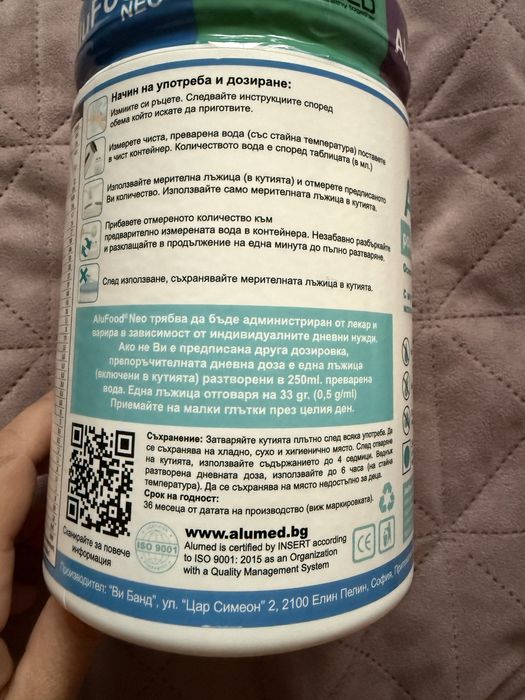 NEO
Начин на употреба и дозиране:
Измийте си ръцете. Следвайте инструкциите според
обема който искате да приготвите.
Измерете чиста, преварена вода (със стайна температура) поставете
в чист контейнер. Количеството вода е според таблицата (в мл.)
Използвайте мерителна лъжица (в кутията) и отмерете предписаното
Ви количество. Използвайте само мерителната лъжица в кутията.
Прибавете отмереното количество към
предварително измерената вода в контейнера. Незабавно разбъркайте
и разклащайте в продължение на една минута до пълно разтваряне.
След използване, съхранявайте мерителната лъжица в кутията.
AluFood® Neo трябва да бъде администриран от лекар и
варира в зависимост от индивидуалните дневни нужди.
Ако не Ви е предписана друга дозировка,
препоръчителната дневна доза е една лъжица
(включени в кутията) разтворени в 250ml. преварена
вода. Една лъжица отговаря на 33 gr. (0,5 g/ml)
Приемайте на малки глътки през целия ден.
Съхранение: Затваряйте кутията плътно след всяка употреба. Да
се съхранява на хладно, сухо и хигиенично място. След отваряне
на кутията, използвайте съдържанието до 4 седмици. Веднъж
разтворена дневната доза, използвайте до 6 часа (на стайна
температура). Да се съхранява на място недостъпно за деца.
Срок на годност:
36 месеца от датата на производство (виж маркировката).
Сканирайте за повече
информация
ISO 9001
www.alumed.bg
Alumed is certified by INSERT according
to ISO 9001: 2015 as an Organization
with a Quality Management System
CE
Производител: "Ви Банд", ул. "Цар Симеон" 2, 2100 Елин Пелин, София,